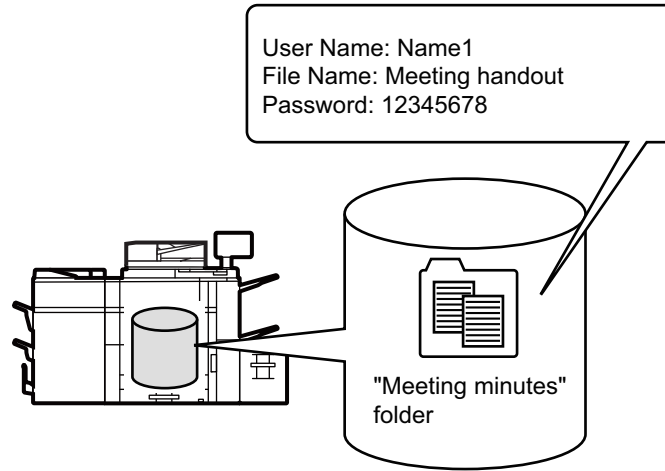 User Name: Name1
File Name: Meeting handout
Password: 12345678
"Meeting minutes"
folder